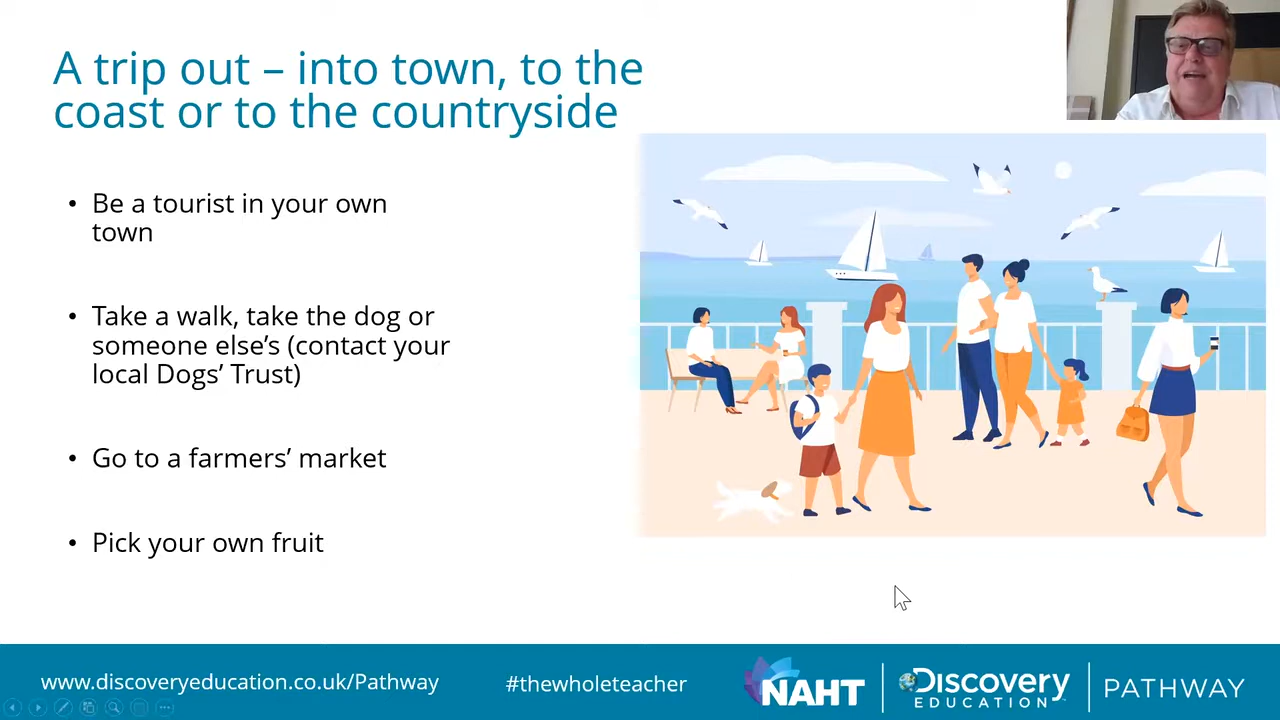 A trip out – into town, to the
coast or to the countryside
• Be a tourist in your own
town
• Take a walk, take the dog or
someone else’s (contact your
local Dogs’ Trust)
• Go to a farmers’ market
• Pick your own fruit
www.discoveryeducation.co.uk/Pathway
#thewholeteacher
NAHT
Discovery
EDUCATION
PATHWAY